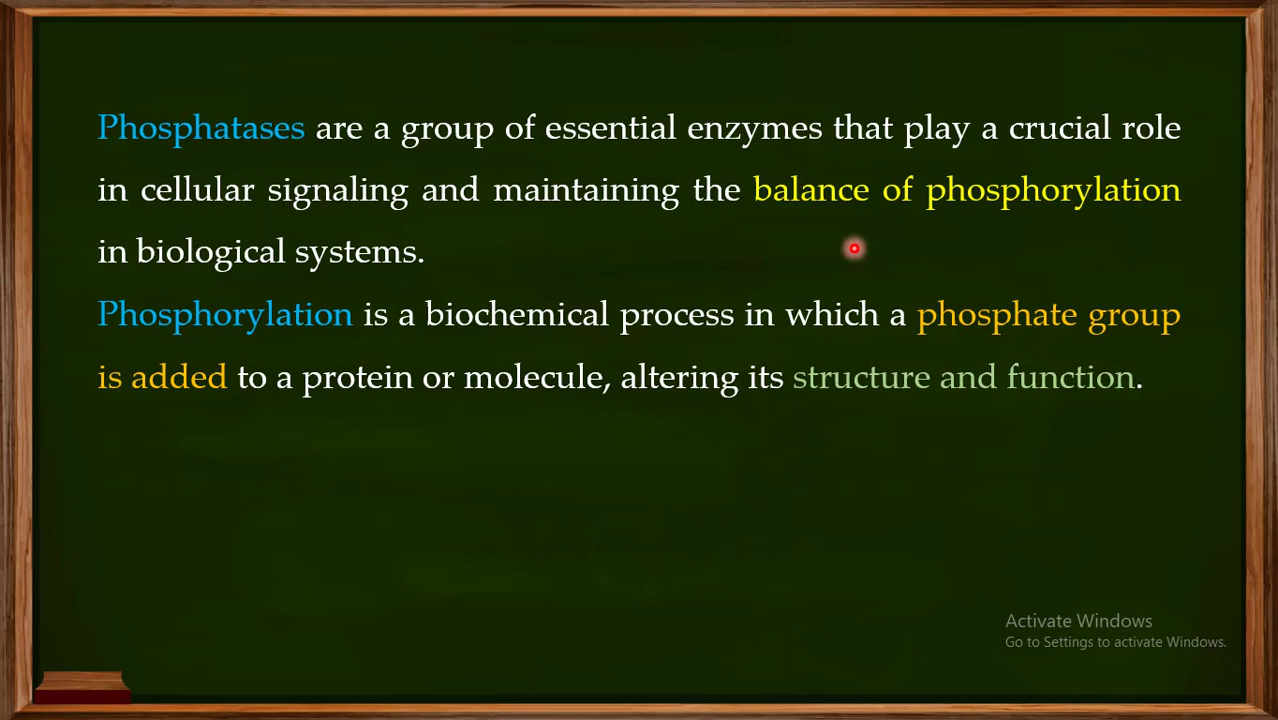 Phosphatases are a group of essential enzymes that play a crucial role
in cellular signaling and maintaining the balance of phosphorylation
in biological systems.
Phosphorylation is a biochemical process in which a phosphate group
is added to a protein or molecule, altering its structure and function.
Activate Windows
Go to Settings to activate Windows.